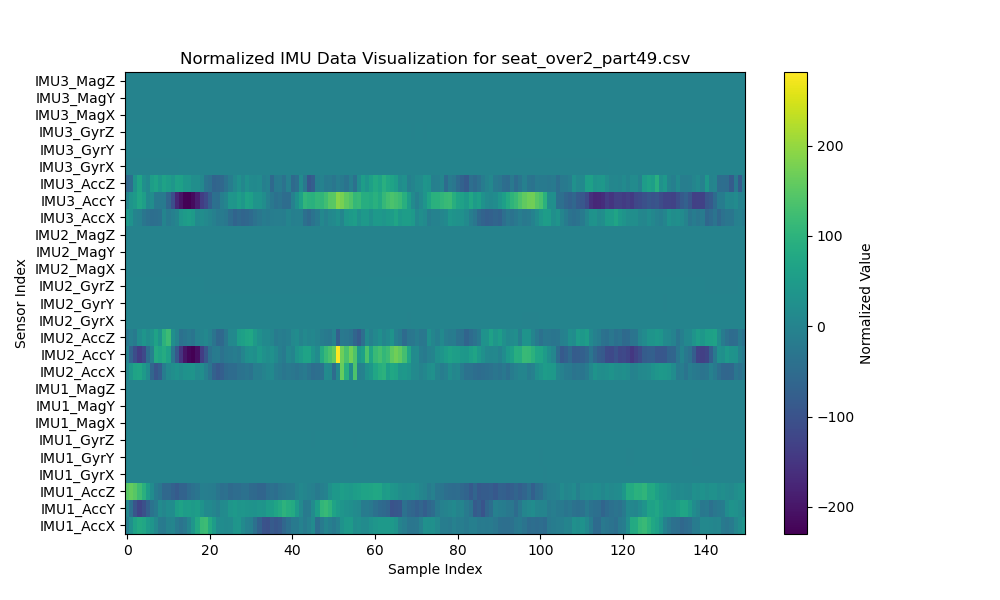 Normalized IMU Data Visualization for seat_over2_part49.csv
IMU3_MagZ
IMU3_MagY
IMU3_MagX
IMU3_GyrZ
IMU3_GyrY
IMU3_GyrX
IMU3_AccZ
IMU3_AccY
IMU3_AccX
IMU2_MagZ
IMU2_MagY
IMU2_MagX
IMU2_GyrZ
IMU2_GyrY
IMU2_GyrX
IMU2_AccZ
IMU2_AccY
IMU2_AccX
IMU1_MagZ
IMU1_MagY
IMU1_MagX
IMU1_GyrZ
IMU1_GyrY
IMU1_GyrX
IMU1_AccZ
IMU1_AccY
IMU1_AccX
Sensor Index
0 20 40 60 80 100 120 140
Sample Index
200
100
0
−100
−200
Normalized Value